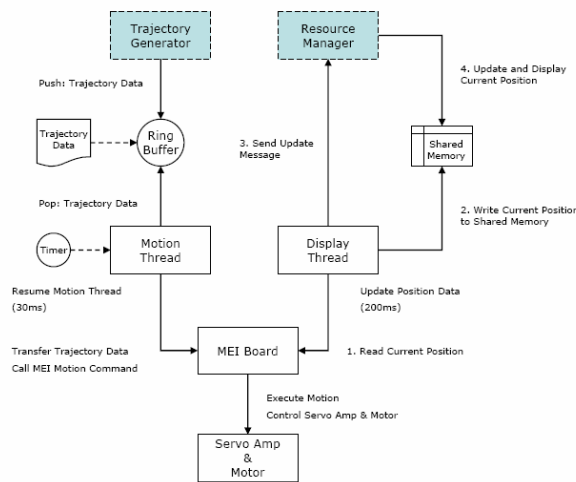 Trajectory
Generator
Resource
Manager
Push: Trajectory Data
4. Update and Display
Current Position
Trajectory
Data
Ring
Buffer
3. Send Update
Message
Shared
Memory
Pop: Trajectory Data
2. Write Current Position
to Shared Memory
Timer
Motion
Thread
Display
Thread
Resume Motion Thread
(30ms)
Update Position Data
(200ms)
Transfer Trajectory Data
Call MEI Motion Command
MEI Board
1. Read Current Position
Execute Motion
Control Servo Amp & Motor
Servo Amp
&
Motor